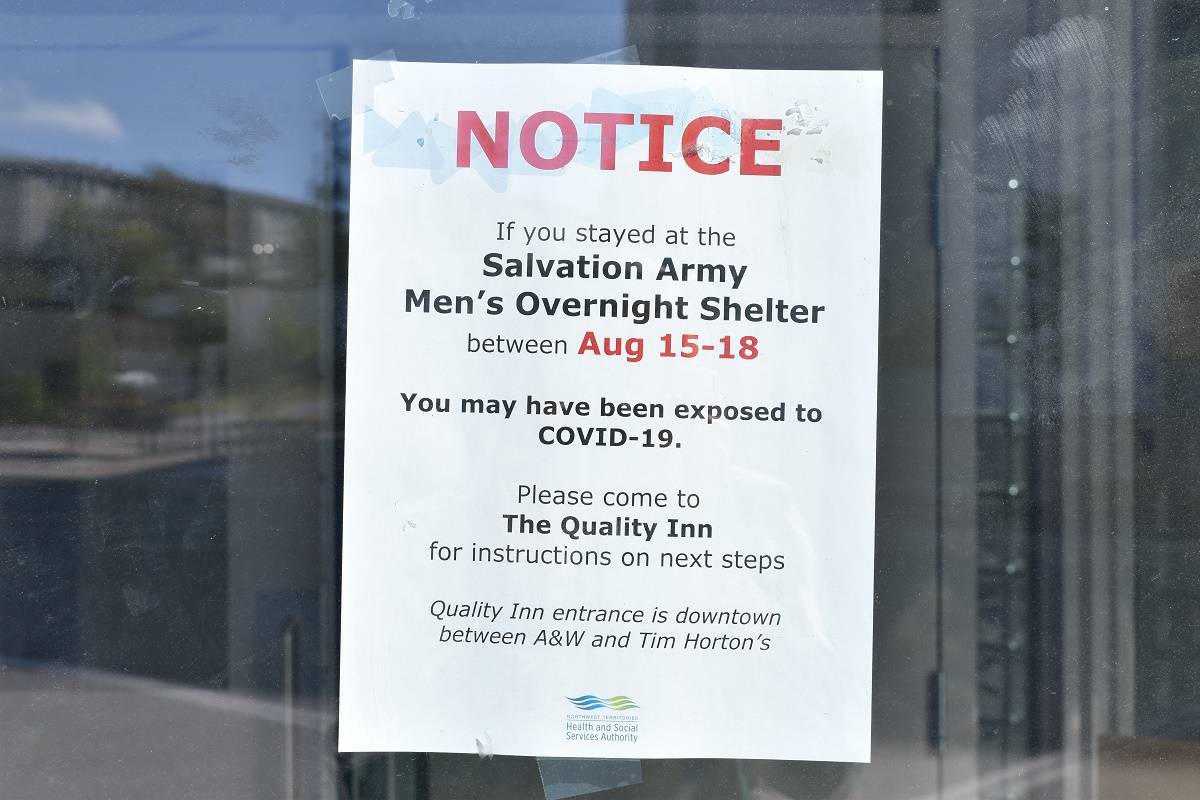 NOTICE
If you stayed at the
Salvation Army
Men's Overnight Shelter
between Aug 15-18
You may have been exposed to
COVID-19.
Please come to
The Quality Inn
for instructions on next steps
Quality Inn entrance is downtown
between A&W and Tim Horton's
NORTHWEST TERRITORIES
Health and Social
Services Authority